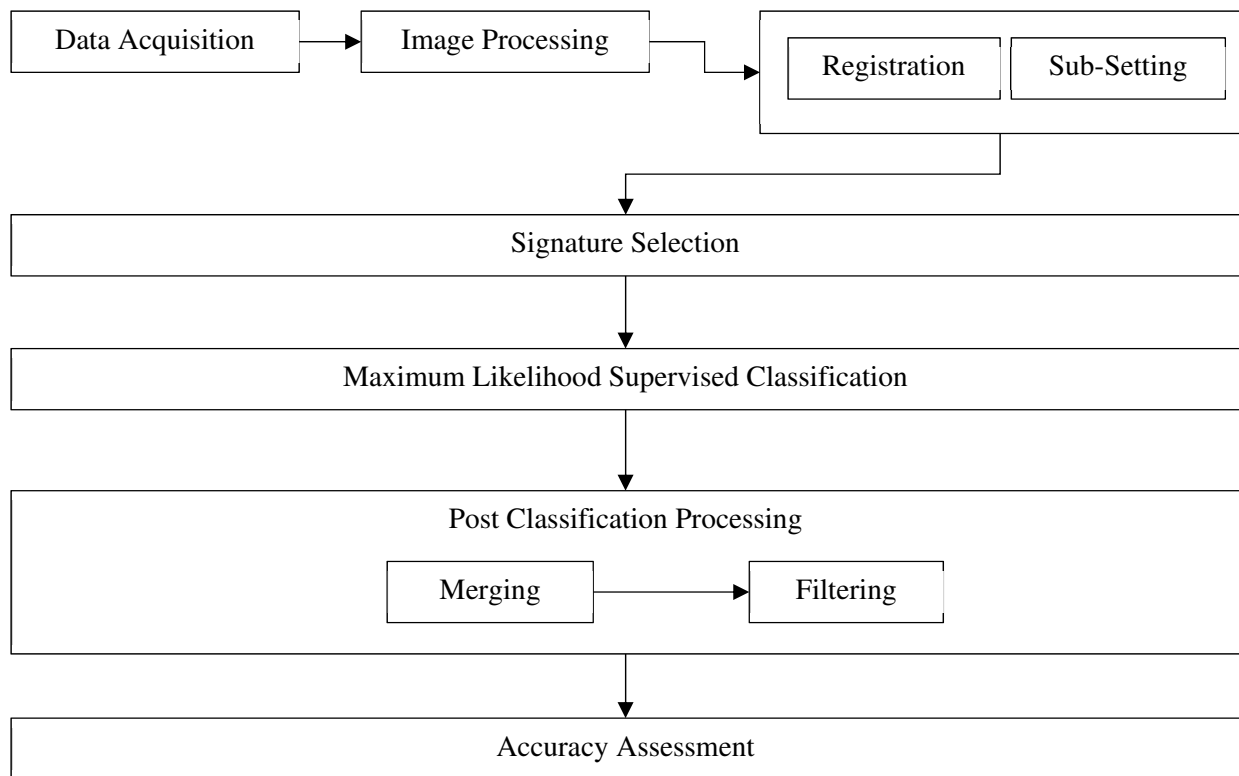 Data Acquisition
Image Processing
Registration
Sub-Setting
Signature Selection
Maximum Likelihood Supervised Classification
Post Classification Processing
Merging
Filtering
Accuracy Assessment